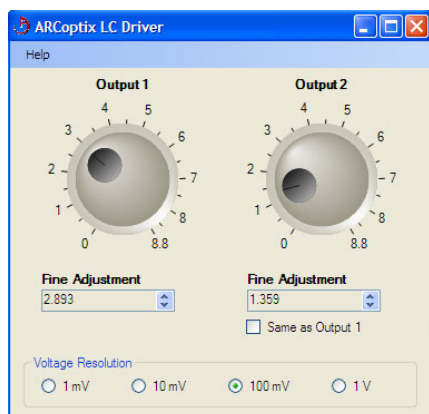 ARCoptix LC Driver
Help
Output 1
Output 2
0 1 2 3 4 5 6 7 8 8.8
0 1 2 3 4 5 6 7 8 8.8
Fine Adjustment
Fine Adjustment
2.893
1.359
Same as Output 1
Voltage Resolution
1 mV 10 mV 100 mV 1 V